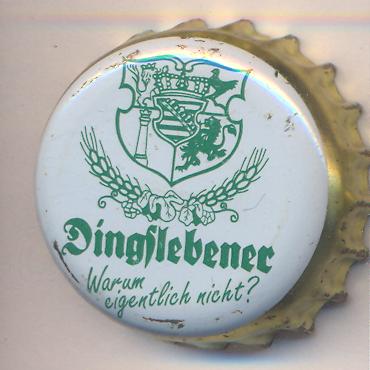 Dingslebener
Warum
eigentlich nicht?